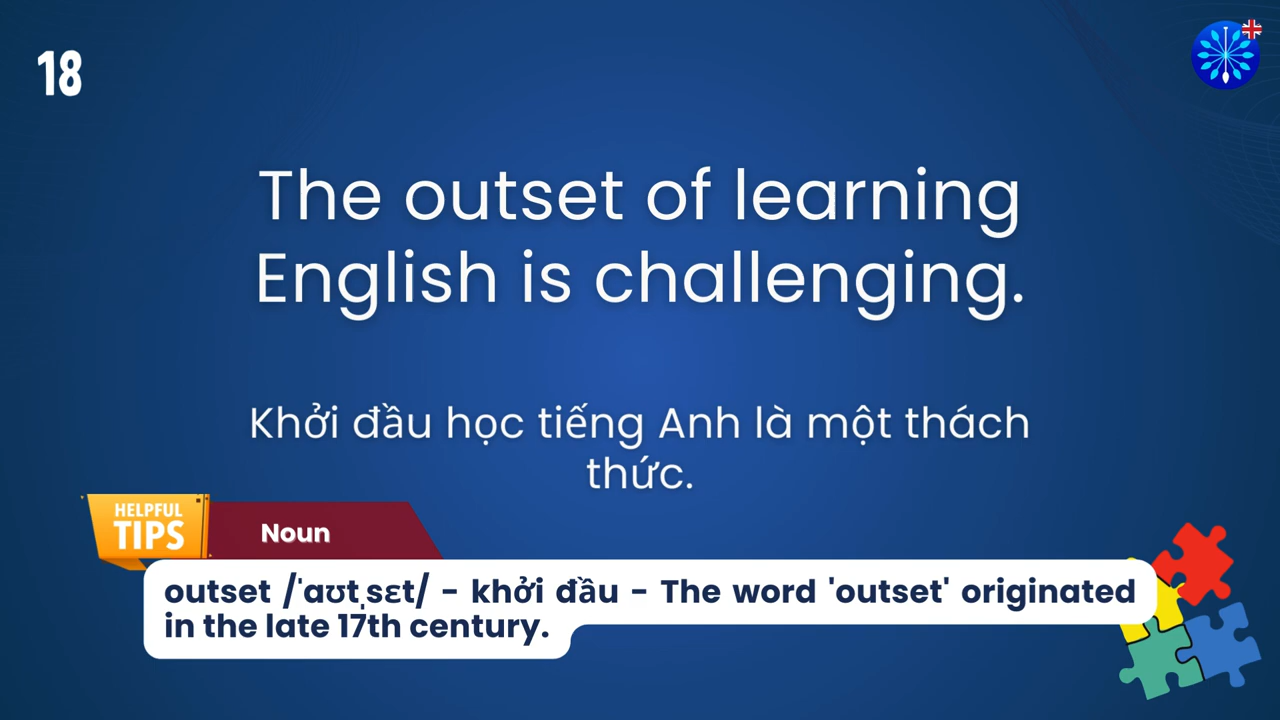 18
The outset of learning
English is challenging.
Khởi đầu học tiếng Anh là một thách
thức.
HELPFUL
TIPS
Noun
outset /ˈaʊtˌsɛt/ - khởi đầu - The word 'outset' originated
in the late 17th century.